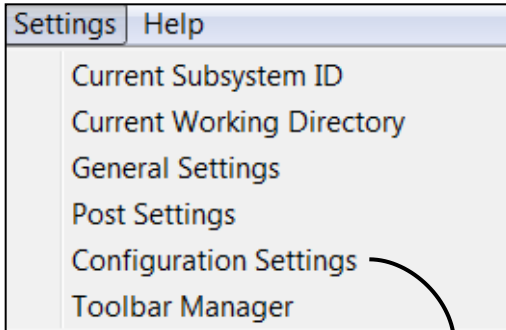 Settings Help
Current Subsystem ID
Current Working Directory
General Settings
Post Settings
Configuration Settings
Toolbar Manager